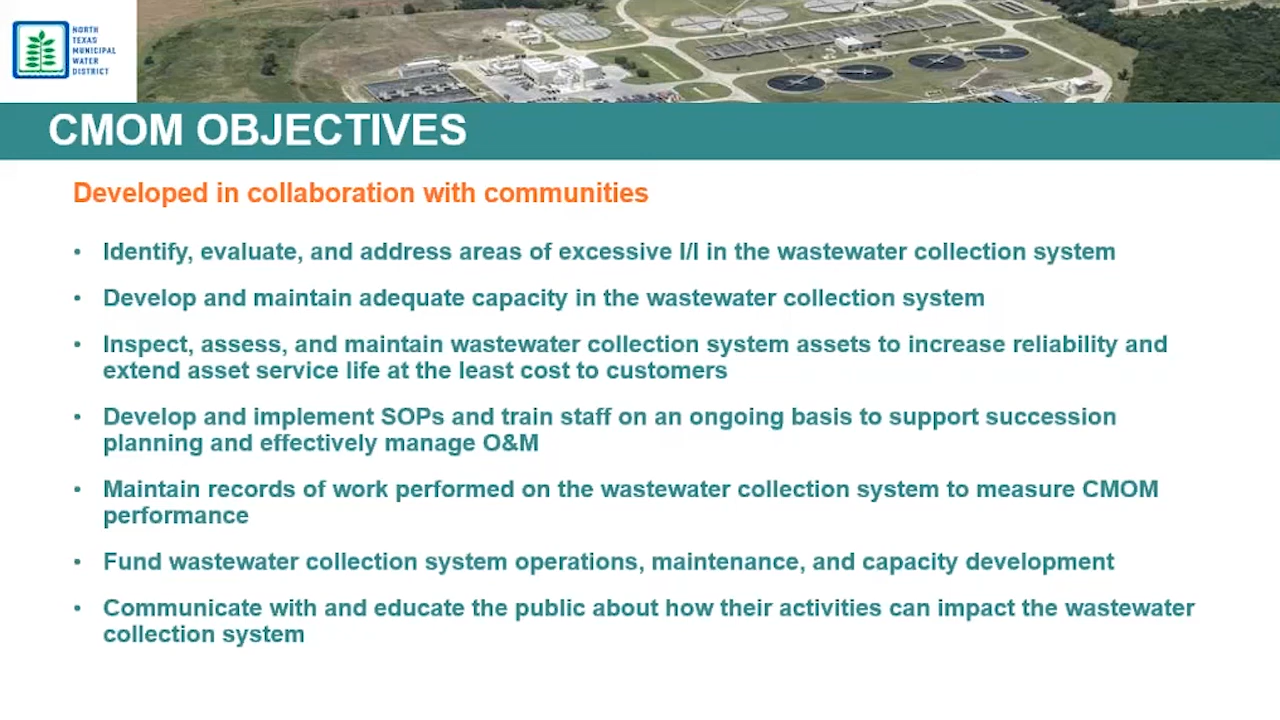 NORTH
TEXAS
MUNICIPAL
WATER
DISTRICT
CMOM OBJECTIVES
Developed in collaboration with communities
• Identify, evaluate, and address areas of excessive I/I in the wastewater collection system
• Develop and maintain adequate capacity in the wastewater collection system
• Inspect, assess, and maintain wastewater collection system assets to increase reliability and
extend asset service life at the least cost to customers
• Develop and implement SOPs and train staff on an ongoing basis to support succession
planning and effectively manage O&M
• Maintain records of work performed on the wastewater collection system to measure CMOM
performance
• Fund wastewater collection system operations, maintenance, and capacity development
• Communicate with and educate the public about how their activities can impact the wastewater
collection system